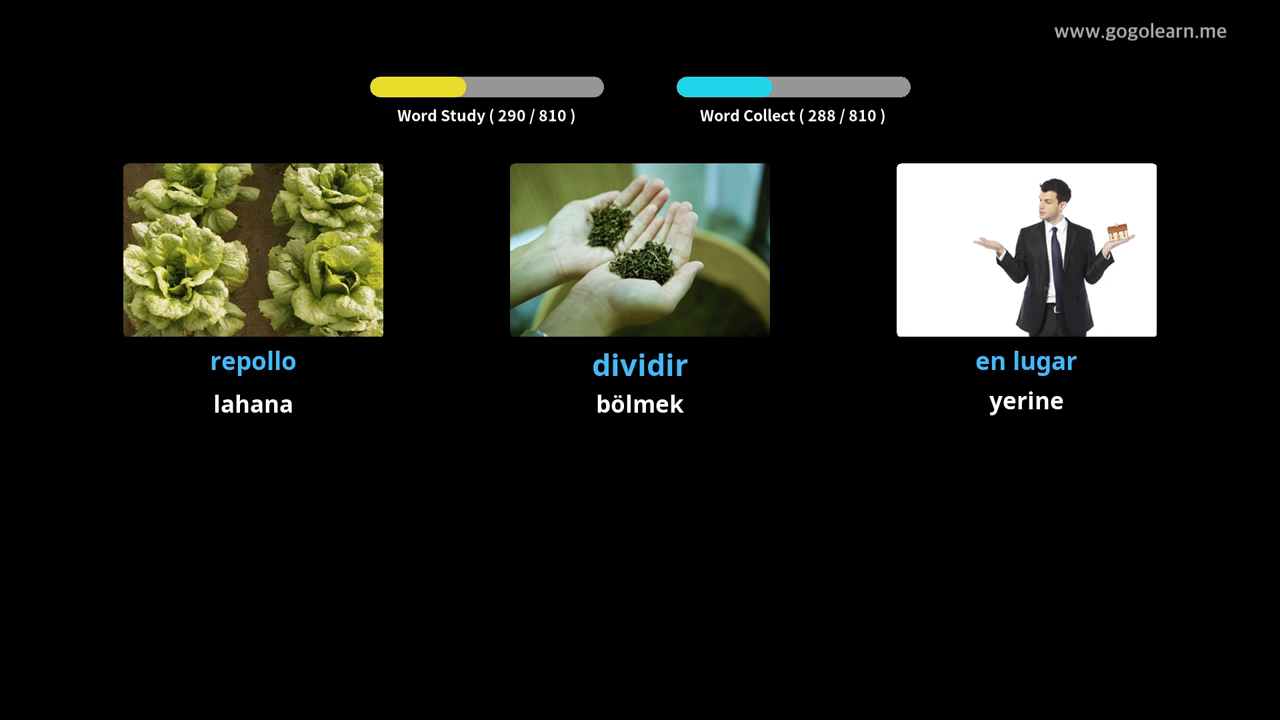 www.gogolearn.me
Word Study ( 290 / 810 )
Word Collect ( 288 / 810 )
repollo
lahana
dividir
bölmek
en lugar
yerine